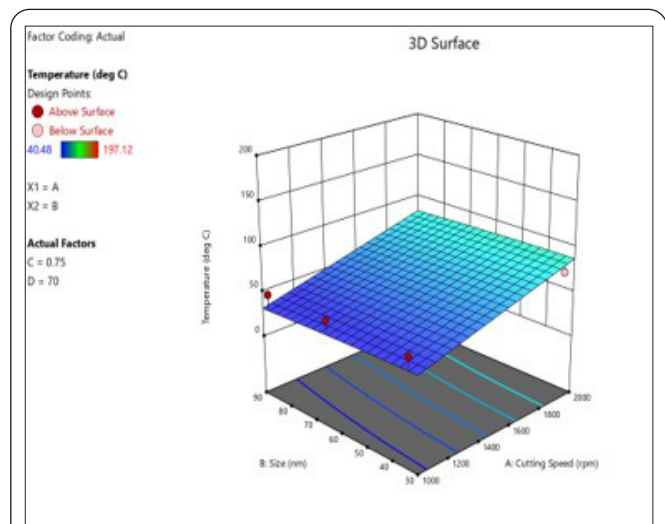 Factor Coding: Actual
3D Surface
Temperature (deg C)
Design Points:
Above Surface
Below Surface
40.48 197.12
X1 = A
X2 = B
Actual Factors
C = 0.75
D = 70
Temperature (deg C)
200
150
100
50
0
90
80
70
60
50
40
30
B: Size (nm)
1000
1200
1400
1600
1800
2000
A: Cutting Speed (rpm)